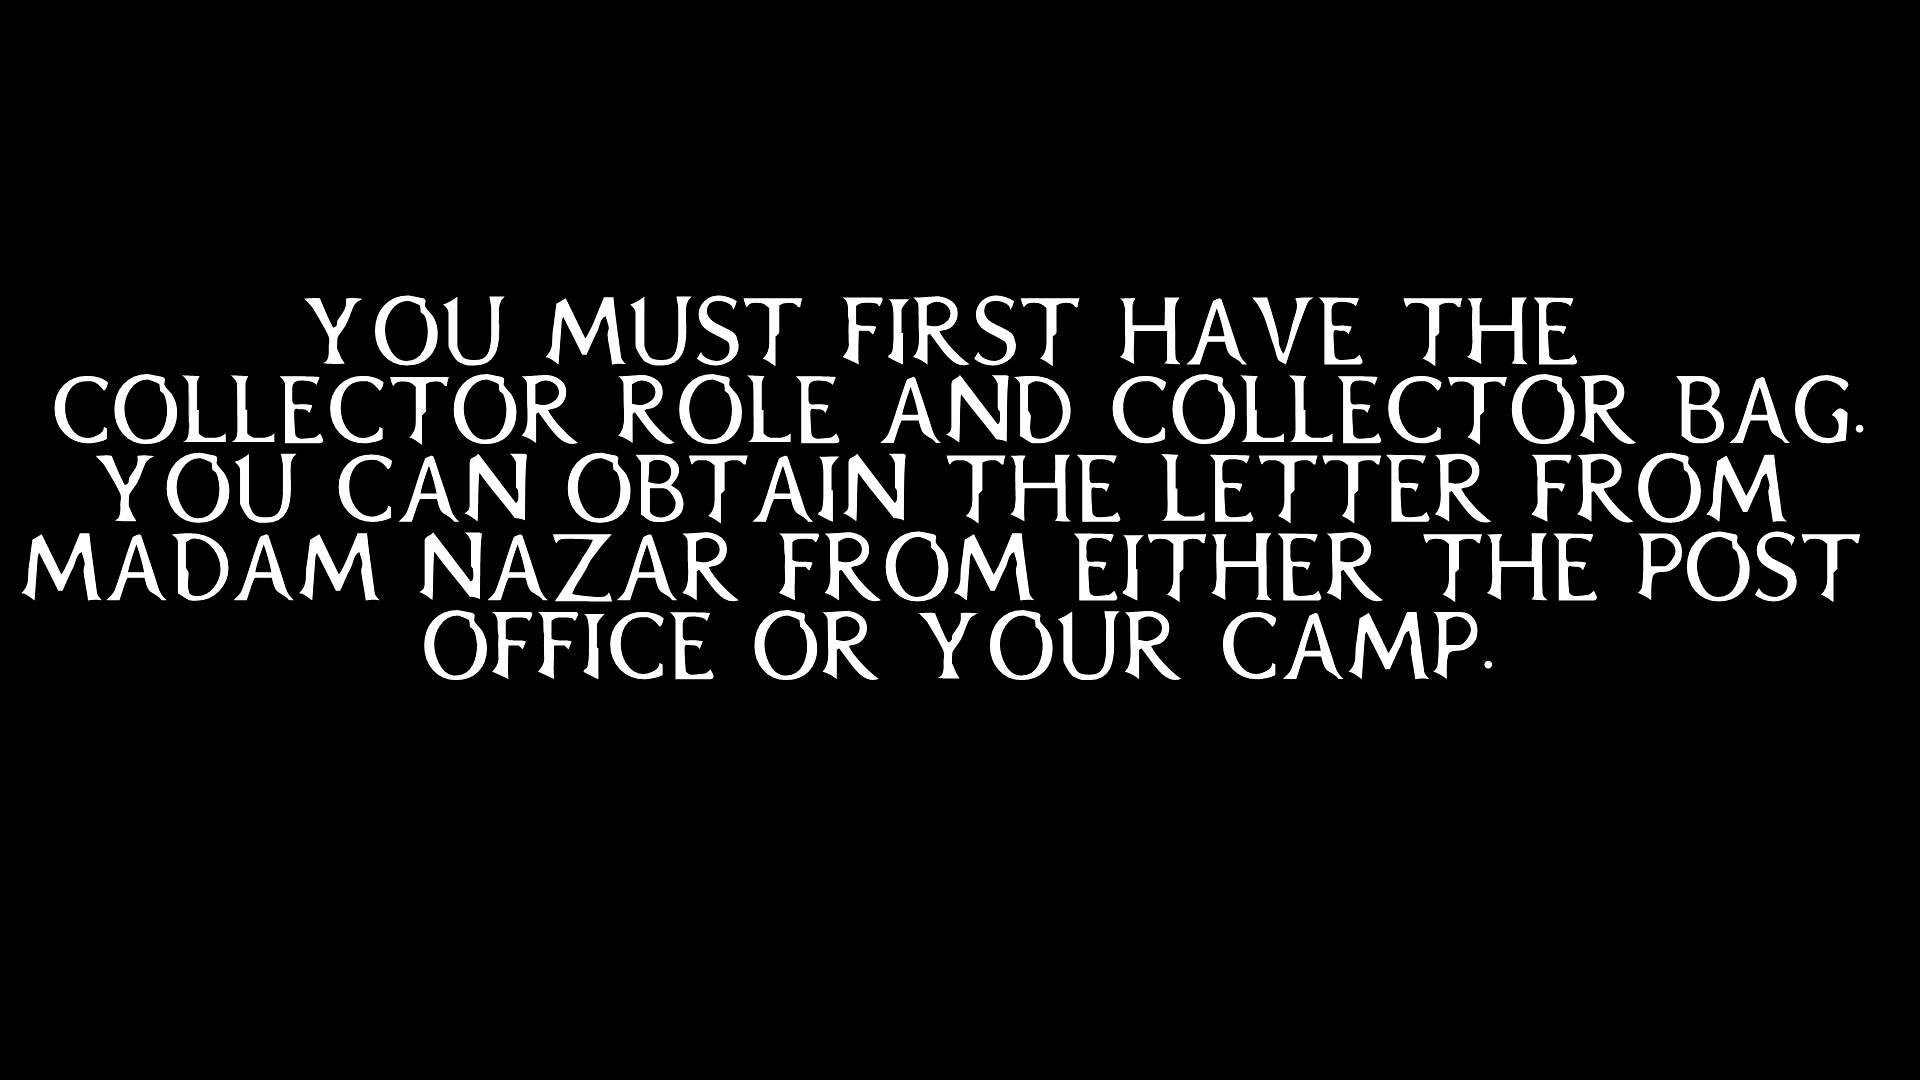 YOU MUST FIRST HAVE THE
COLLECTOR ROLE AND COLLECTOR BAG.
YOU CAN OBTAIN THE LETTER FROM
MADAM NAZAR FROM EITHER THE POST
OFFICE OR YOUR CAMP.